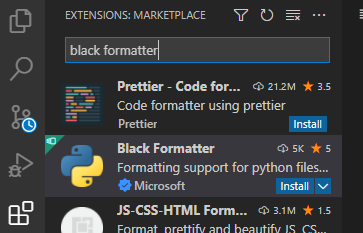 EXTENSIONS: MARKETPLACE
black formatter
Prettier - Code for... 21.2M 3.5
Code formatter using prettier
Prettier Install
Black Formatter 5K 5
Formatting support for python files...
Microsoft Install
JS-CSS-HTML Form... 3.1M 1.5
Format, prettify and beautify JS, CS...